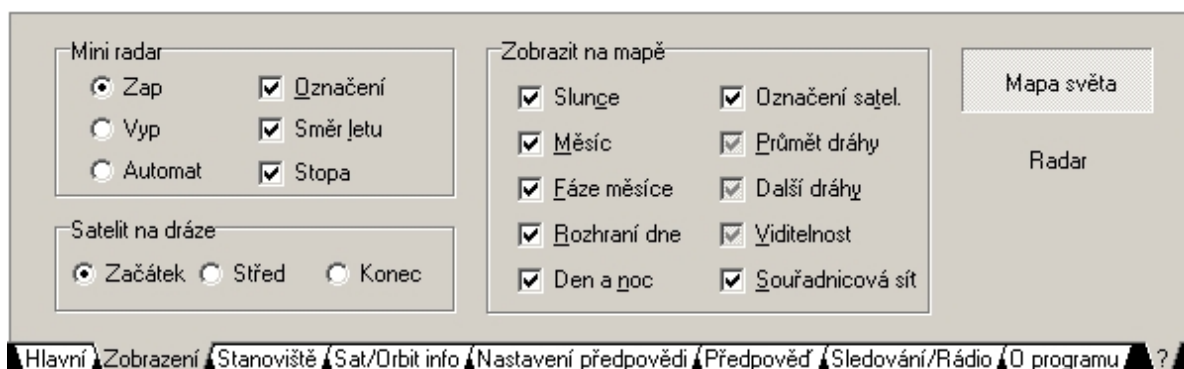 Mini radar
Zap
Označení
Vyp
Směr letu
Automat
Stopa
Satelit na dráze
Začátek
Střed
Konec
Zobrazit na mapě
Slunce
Označení satel.
Měsíc
Průmět dráhy
Fáze měsíce
Další dráhy
Rozhraní dne
Viditelnost
Den a noc
Souřadnicová sít
Mapa světa
Radar
Hlavní Zobrazení Stanoviště Sat/Orbit info Nastavení předpovědi Předpověď Sledování/Rádio O programu ?